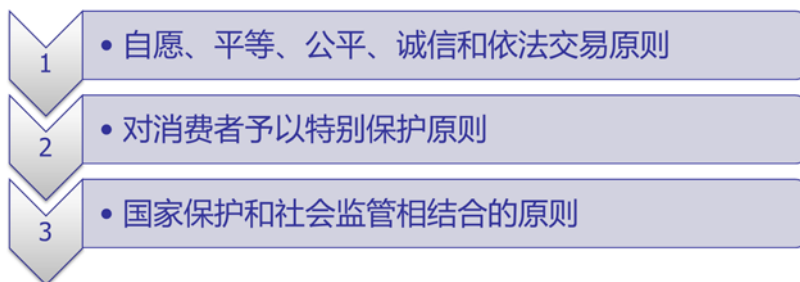 1
• 自愿、平等、公平、诚信和依法交易原则
2
• 对消费者予以特别保护原则
3
• 国家保护和社会监管相结合的原则